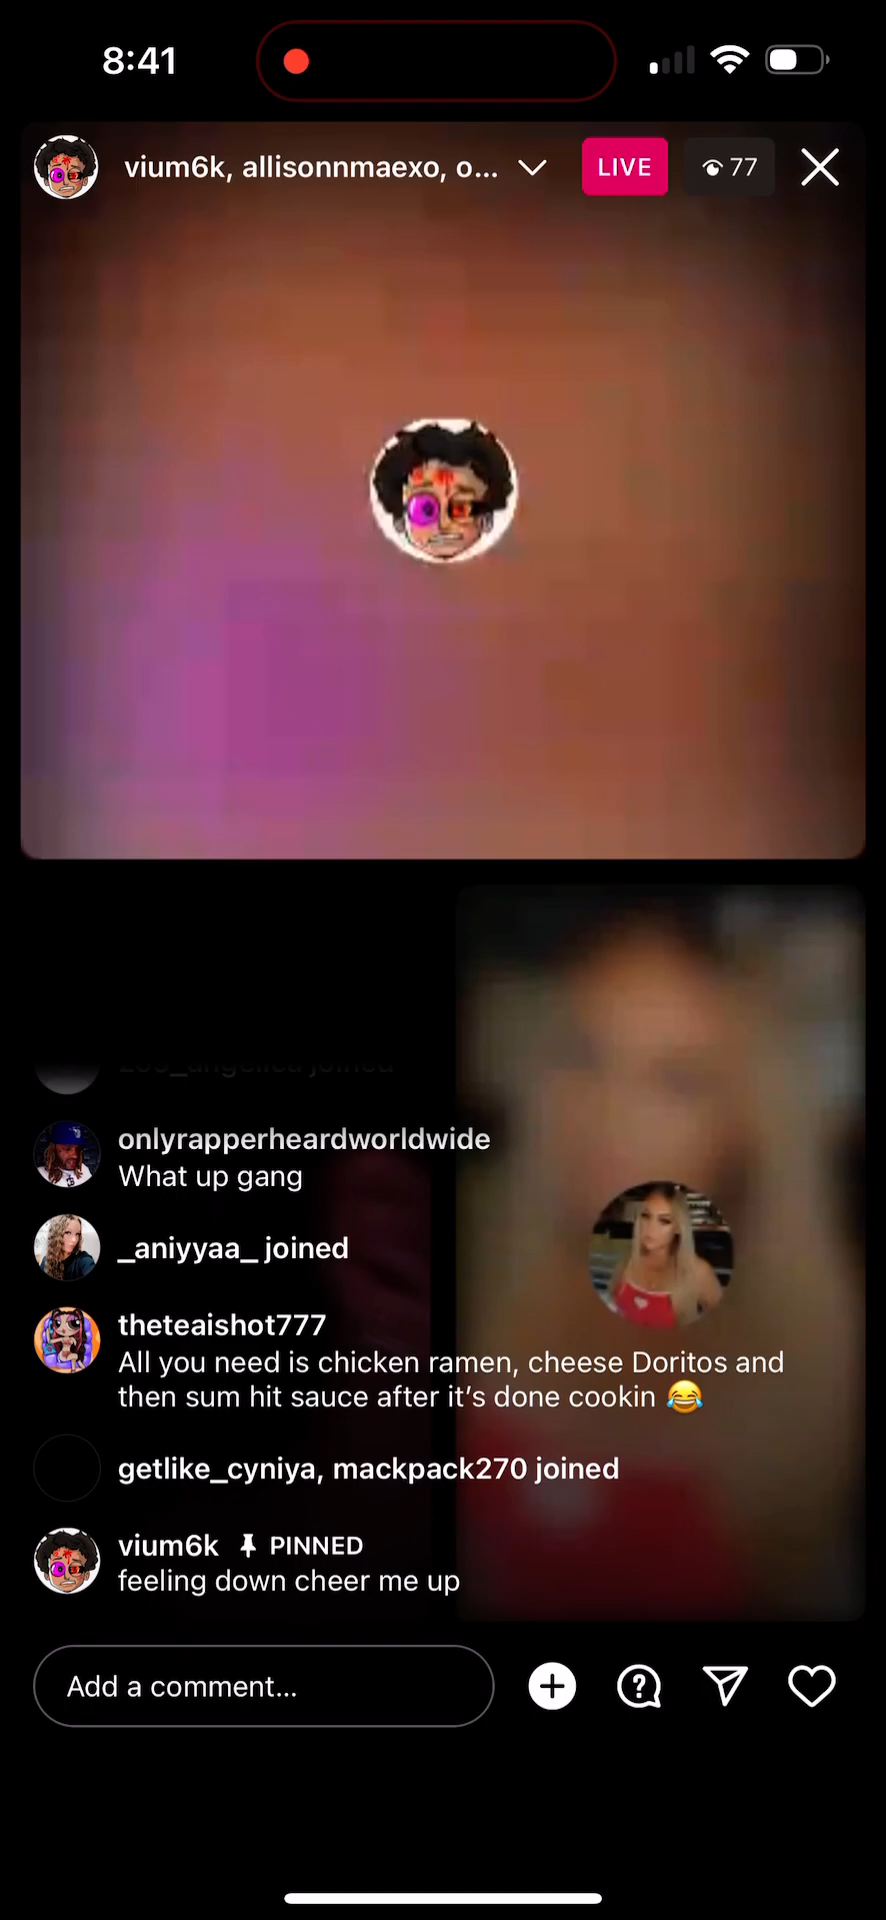 8:41
vium6k, allisonnmaexo, o...
LIVE
77
onlyrapperheardworldwide
What up gang
_aniyyaa_ joined
theteaishot777
All you need is chicken ramen, cheese Doritos and
then sum hit sauce after it’s done cookin 😂
getlike_cyniya, mackpack270 joined
vium6k PINNED
feeling down cheer me up
Add a comment...